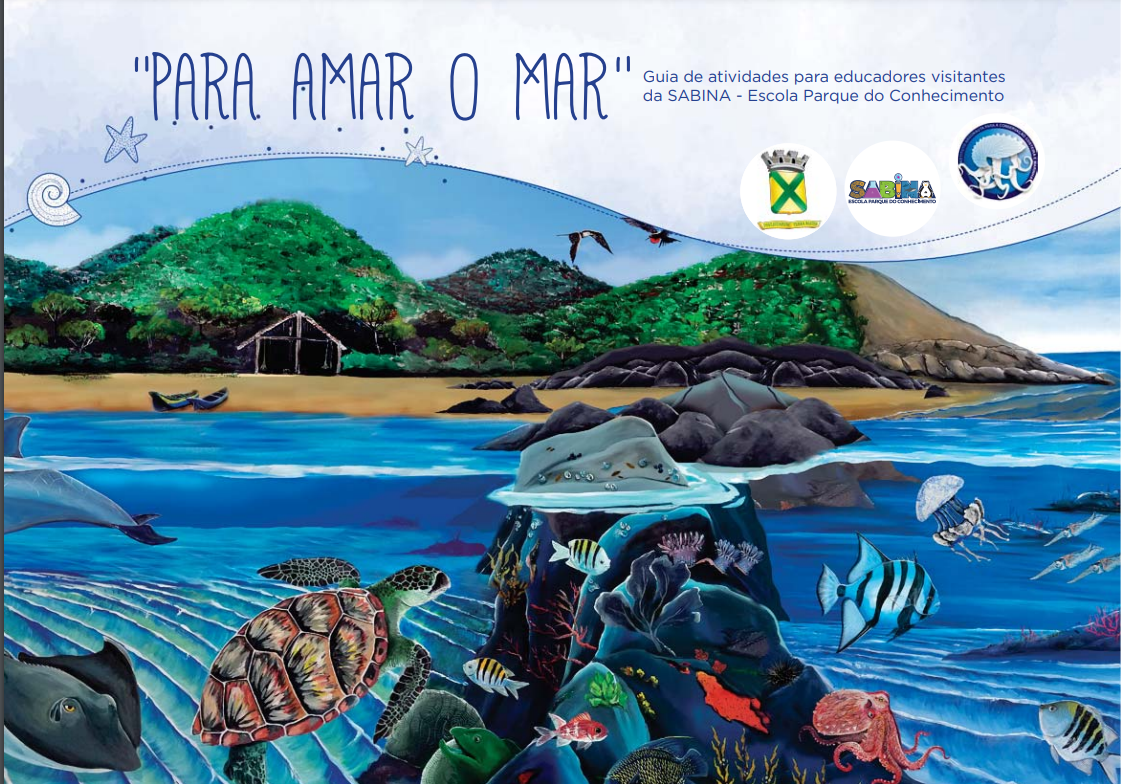 "PARA AMAR O MAR"
Guia de atividades para educadores visitantes
da SABINA - Escola Parque do Conhecimento
SABINA
ESCOLA PARQUE DO CONHECIMENTO